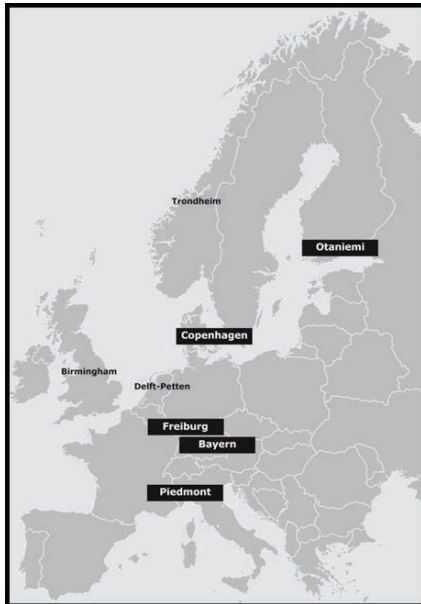 Trondheim
Otaniemi
Copenhagen
Birmingham
Delft-Petten
Freiburg
Bayern
Piedmont